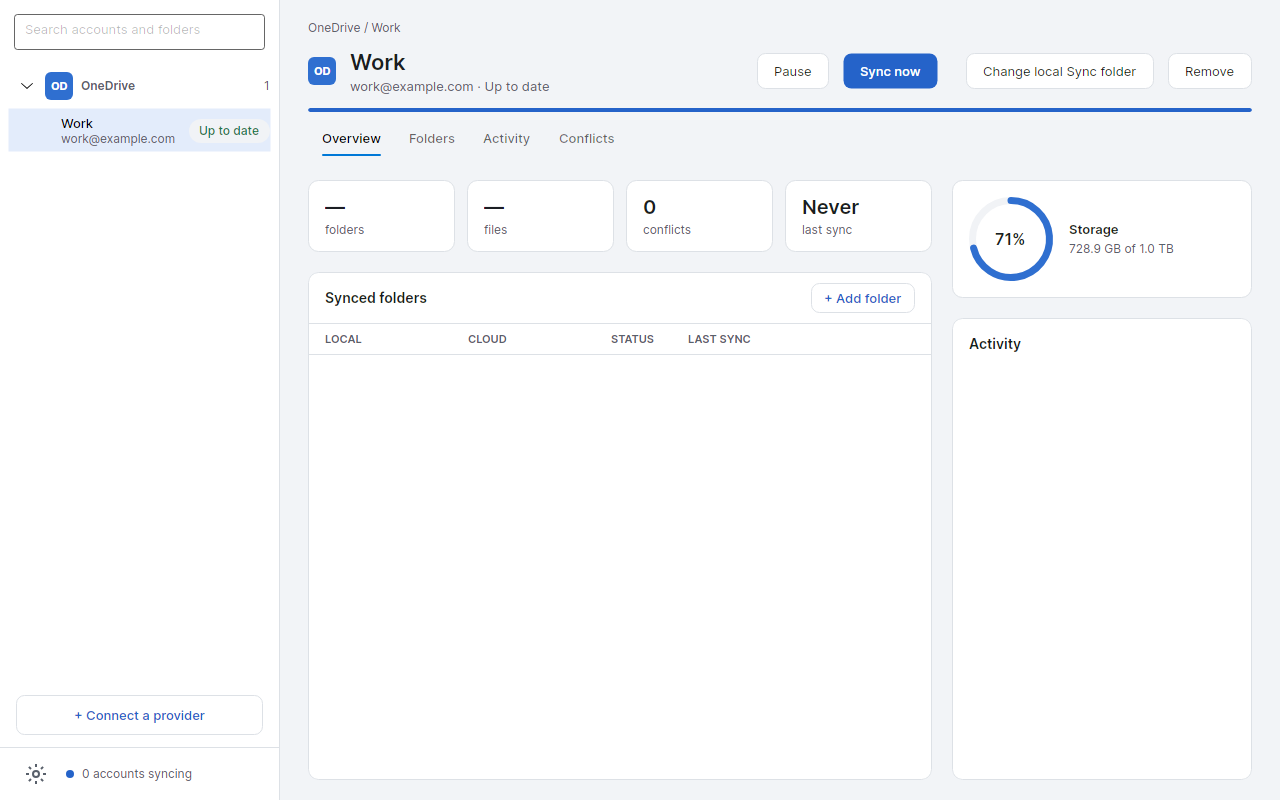 Search accounts and folders
OD OneDrive 1
Work
work@example.com
Up to date
+ Connect a provider
0 accounts syncing
OneDrive / Work
OD
Work
work@example.com · Up to date
Pause
Sync now
Change local Sync folder
Remove
Overview Folders Activity Conflicts
—
folders
—
files
0
conflicts
Never
last sync
71%
Storage
728.9 GB of 1.0 TB
Synced folders
+ Add folder
LOCAL CLOUD STATUS LAST SYNC
Activity